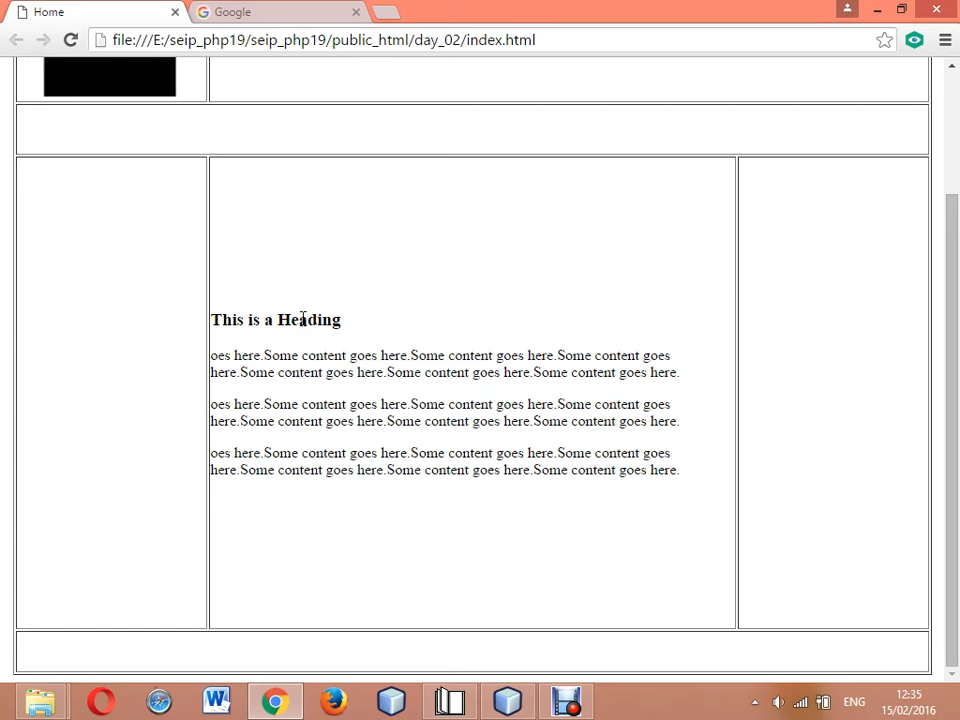 Home
Google
file:///E:/seip_php19/seip_php19/public_html/day_02/index.html
This is a Heading
oes here.Some content goes here.Some content goes here.Some content goes
here.Some content goes here.Some content goes here.Some content goes here.
oes here.Some content goes here.Some content goes here.Some content goes
here.Some content goes here.Some content goes here.Some content goes here.
oes here.Some content goes here.Some content goes here.Some content goes
here.Some content goes here.Some content goes here.Some content goes here.
ENG
12:35
15/02/2016